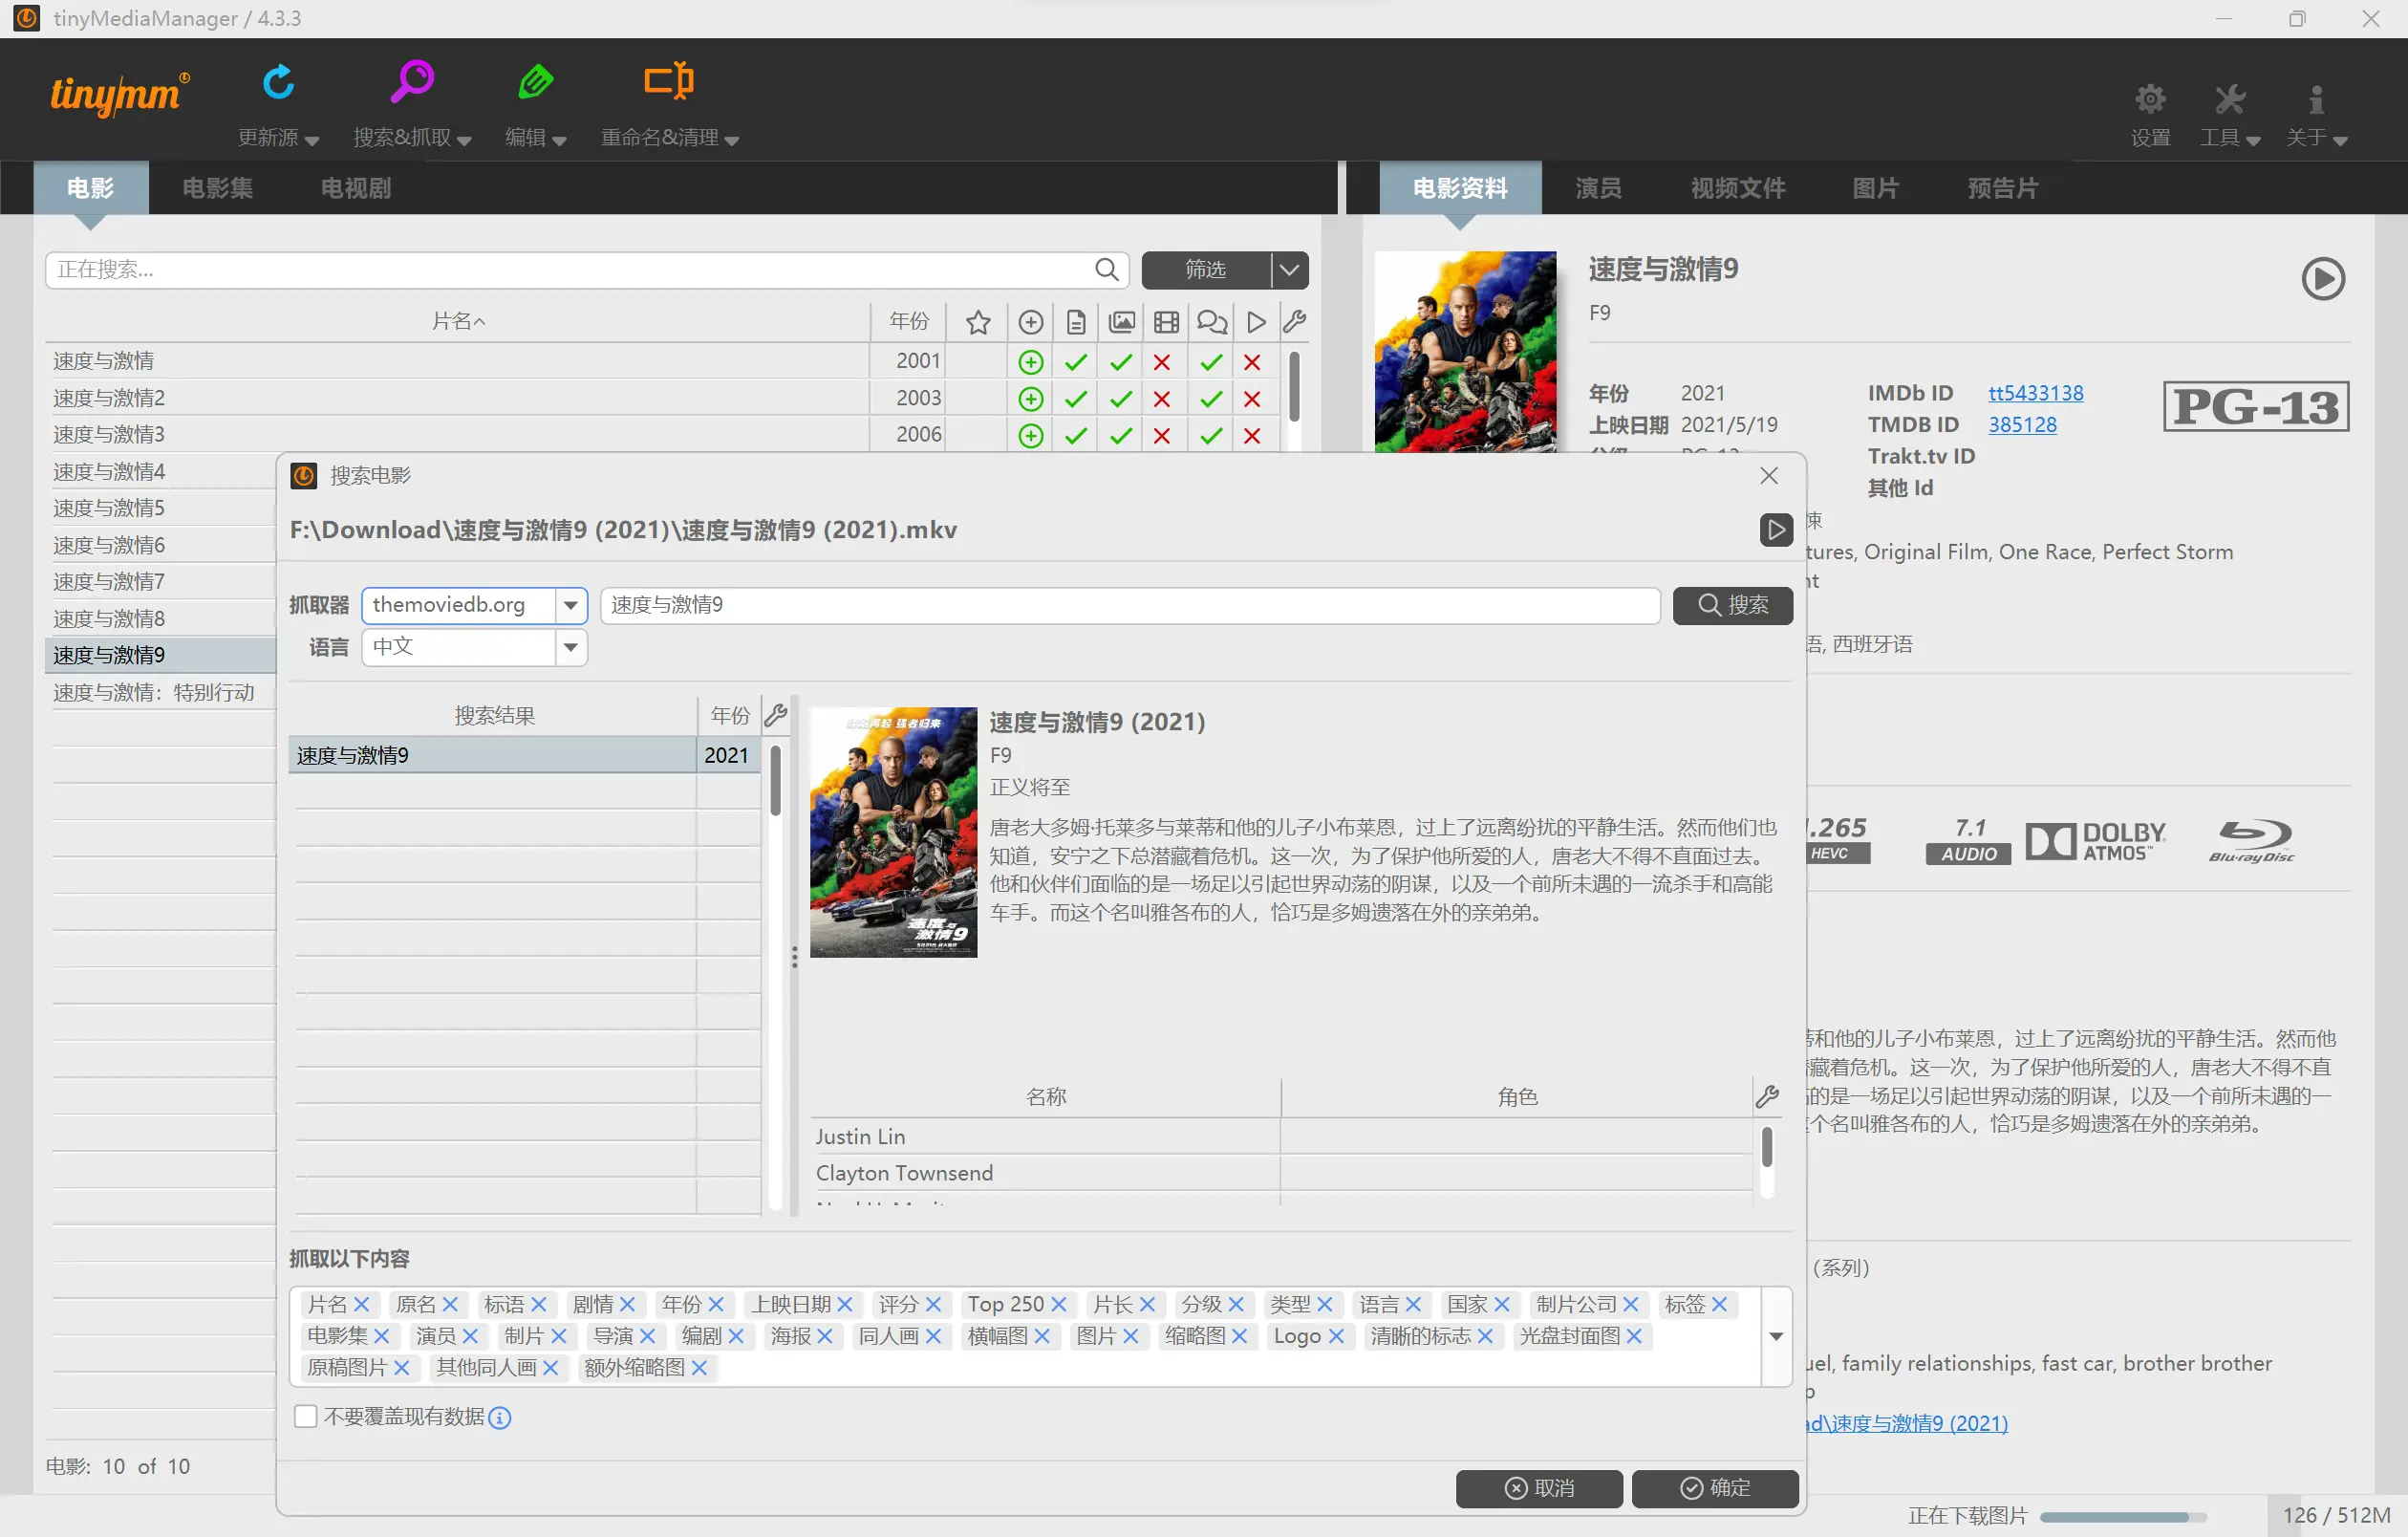 tinyMediaManager / 4.3.3
tinymm
更新源
搜索&抓取
编辑
重命名&清理
设置
工具
关于
电影
电影集
电视剧
电影资料
演员
视频文件
图片
预告片
正在搜索...
筛选
片名
年份
速度与激情 2001
速度与激情2 2003
速度与激情3 2006
速度与激情4
速度与激情5
速度与激情6
速度与激情7
速度与激情8
速度与激情9
速度与激情：特别行动
电影: 10 of 10
速度与激情9
F9
年份 2021
上映日期 2021/5/19
IMDb ID tt5433138
TMDB ID 385128
Trakt.tv ID
其他 Id
PG-13
tures, Original Film, One Race, Perfect Storm
nt
语, 西班牙语
.265
HEVC
7.1
AUDIO
DOLBY
ATMOS
Blu-ray Disc
和他的儿子小布莱恩，过上了远离纷扰的平静生活。然而他
藏着危机。这一次，为了保护他所爱的人，唐老大不得不直
的是一场足以引起世界动荡的阴谋，以及一个前所未遇的一
个名叫雅各布的人，恰巧是多姆遗落在外的亲弟弟。
(系列)
uel, family relationships, fast car, brother brother
p
ad\速度与激情9 (2021)
搜索电影
F:\Download\速度与激情9 (2021)\速度与激情9 (2021).mkv
抓取器 themoviedb.org 速度与激情9 搜索
语言 中文
搜索结果 年份
速度与激情9 2021
强者归来
速度与
激情9
速度与激情9 (2021)
F9
正义将至
唐老大多姆·托莱多与莱蒂和他的儿子小布莱恩，过上了远离纷扰的平静生活。然而他们也
知道，安宁之下总潜藏着危机。这一次，为了保护他所爱的人，唐老大不得不直面过去。
他和伙伴们面临的是一场足以引起世界动荡的阴谋，以及一个前所未遇的一流杀手和高能
车手。而这个名叫雅各布的人，恰巧是多姆遗落在外的亲弟弟。
名称 角色
Justin Lin
Clayton Townsend
抓取以下内容
片名 原名 标语 剧情 年份 上映日期 评分 Top 250 片长 分级 类型 语言 国家 制片公司 标签
电影集 演员 制片 导演 编剧 海报 同人画 横幅图 图片 缩略图 Logo 清晰的标志 光盘封面图
原稿图片 其他同人画 额外缩略图
不要覆盖现有数据
取消
确定
正在下载图片
126 / 512M